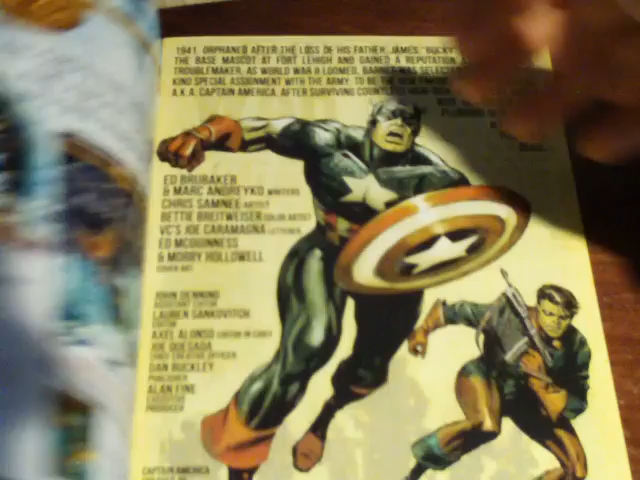 1941. ORPHANED AFTER THE LOSS OF HIS FATHER, JAMES "BUCKY"
THE BASE MASCOT AT FORT LEHIGH AND GAINED A REPUTATION
TROUBLEMAKER. AS WORLD WAR II LOOMED, BARNES WAS SELECTED
KIND SPECIAL ASSIGNMENT WITH THE ARMY: TO BE THE
A.K.A. CAPTAIN AMERICA. AFTER SURVIVING COUNTLESS
ED BRUBAKER
& MARC ANDREYKO WRITERS
CHRIS SAMNEE ARTIST
BETTIE BREITWEISER COLOR ARTIST
VC'S JOE CARAMAGNA LETTERER
ED MCGUINNESS
& MORRY HOLLOWELL
COVER ART
JOHN DENNING
ASSISTANT EDITOR
LAUREN SANKOVITCH
EDITOR
AXEL ALONSO EDITOR IN CHIEF
JOE QUESADA
CHIEF CREATIVE OFFICER
DAN BUCKLEY
PUBLISHER
ALAN FINE
EXECUTIVE
PRODUCER
CAPTAIN AMERICA